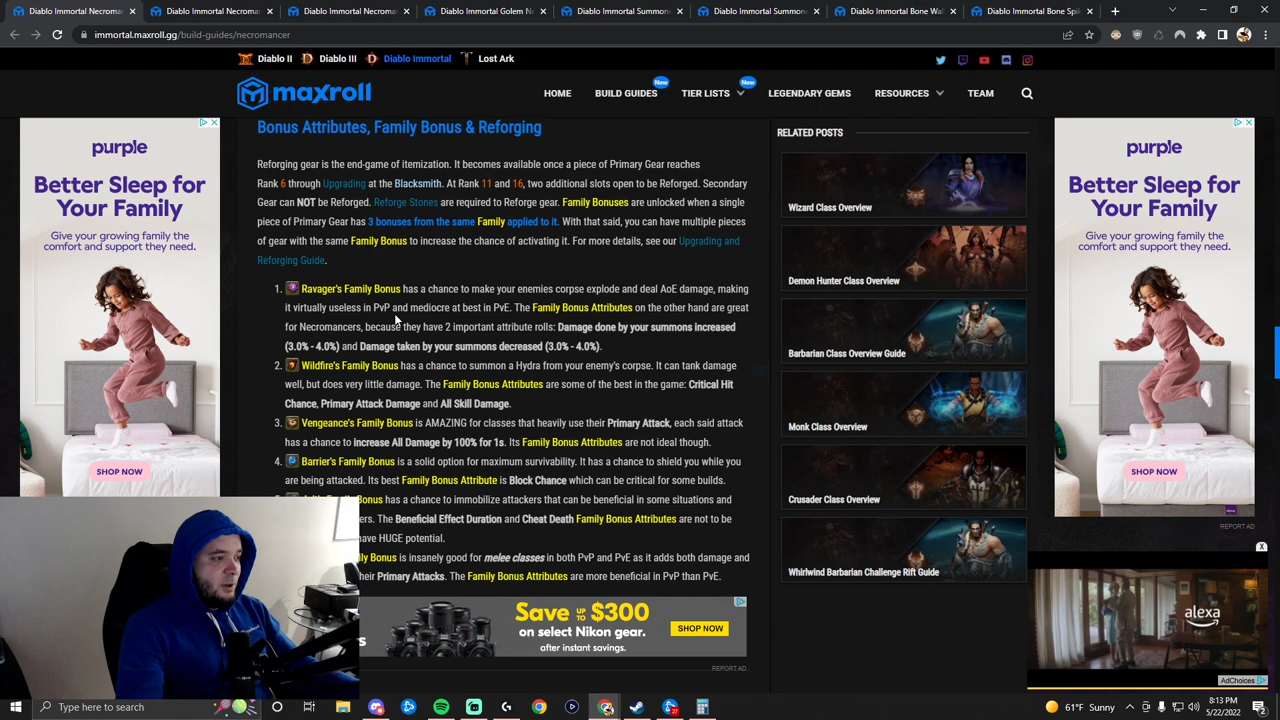 Diablo Immortal Necroman
Diablo Immortal Necromar
Diablo Immortal Necromar
Diablo Immortal Golem Ne
Diablo Immortal Summone
Diablo Immortal Summone
Diablo Immortal Bone Wal
Diablo Immortal Bone Spik
immortal.maxroll.gg/build-guides/necromancer
Diablo II Diablo III Diablo Immortal Lost Ark
maxroll
HOME BUILD GUIDES New TIER LISTS New LEGENDARY GEMS RESOURCES TEAM
Bonus Attributes, Family Bonus & Reforging
Reforging gear is the end-game of itemization. It becomes available once a piece of Primary Gear reaches
Rank 6 through Upgrading at the Blacksmith. At Rank 11 and 16, two additional slots open to be Reforged. Secondary
Gear can NOT be Reforged. Reforge Stones are required to Reforge gear. Family Bonuses are unlocked when a single
piece of Primary Gear has 3 bonuses from the same Family applied to it. With that said, you can have multiple pieces
of gear with the same Family Bonus to increase the chance of activating it. For more details, see our Upgrading and
Reforging Guide.
1. Ravager's Family Bonus has a chance to make your enemies corpse explode and deal AoE damage, making
it virtually useless in PvP and mediocre at best in PvE. The Family Bonus Attributes on the other hand are great
for Necromancers, because they have 2 important attribute rolls: Damage done by your summons increased
(3.0% - 4.0%) and Damage taken by your summons decreased (3.0% - 4.0%).
2. Wildfire's Family Bonus has a chance to summon a Hydra from your enemy's corpse. It can tank damage
well, but does very little damage. The Family Bonus Attributes are some of the best in the game: Critical Hit
Chance, Primary Attack Damage and All Skill Damage.
3. Vengeance's Family Bonus is AMAZING for classes that heavily use their Primary Attack, each said attack
has a chance to increase All Damage by 100% for 1s. Its Family Bonus Attributes are not ideal though.
4. Barrier's Family Bonus is a solid option for maximum survivability. It has a chance to shield you while you
are being attacked. Its best Family Bonus Attribute is Block Chance which can be critical for some builds.
Bonus has a chance to immobilize attackers that can be beneficial in some situations and
ers. The Beneficial Effect Duration and Cheat Death Family Bonus Attributes are not to be
have HUGE potential.
ly Bonus is insanely good for melee classes in both PvP and PvE as it adds both damage and
heir Primary Attacks. The Family Bonus Attributes are more beneficial in PvP than PvE.
RELATED POSTS
Wizard Class Overview
Demon Hunter Class Overview
Barbarian Class Overview Guide
Monk Class Overview
Crusader Class Overview
Whirlwind Barbarian Challenge Rift Guide
purple
Better Sleep for
Your Family
Give your growing family the
comfort and support they need.
SHOP NOW
purple
Better Sleep for
Your Family
Give your growing family the
comfort and support they need.
SHOP NOW
REPORT AD
X
alexa
AdChoices
s
Save UP TO $300
on select Nikon gear.
after instant savings.
SHOP NOW
REPORT AD
Type here to search
27
61°F Sunny
8:13 PM
5/22/2022
2